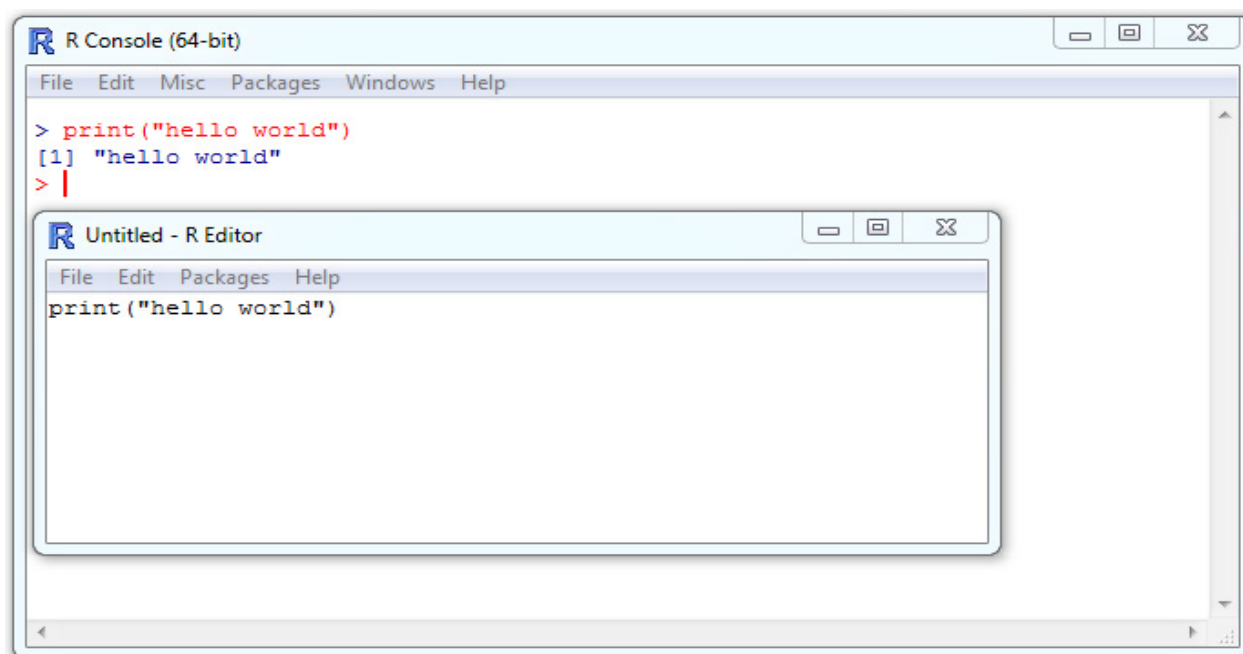 R Console (64-bit)
File Edit Misc Packages Windows Help
> print("hello world")
[1] "hello world"
>
Untitled - R Editor
File Edit Packages Help
print("hello world")